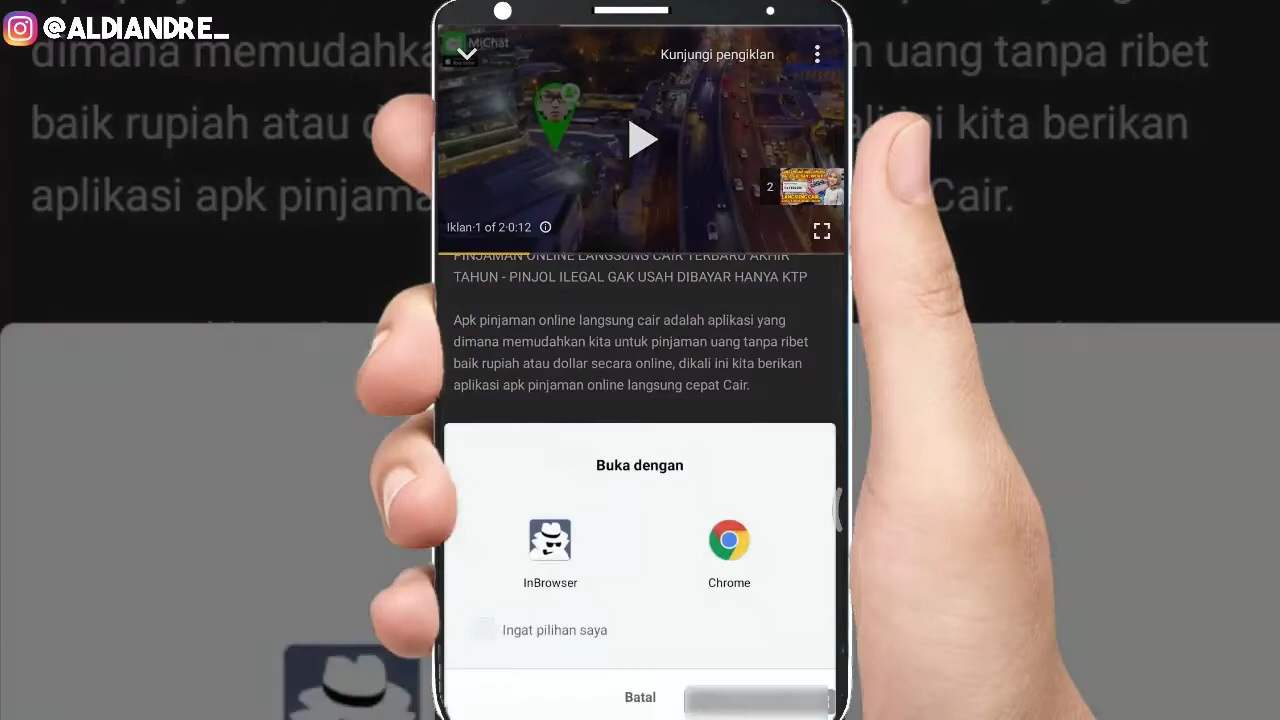 @ALDIANDRE_
dimana memudahkan
uang tanpa ribet
baik rupiah atau d
ini kita berikan
aplikasi apk pinjama
Cair.
MiChat
Kunjungi pengiklan
2
Iklan·1 of 2·0:12
PINJAMAN ONLINE LANGSUNG CAIR TERBARU AKHIR
TAHUN - PINJOL ILEGAL GAK USAH DIBAYAR HANYA KTP
Apk pinjaman online langsung cair adalah aplikasi yang
dimana memudahkan kita untuk pinjaman uang tanpa ribet
baik rupiah atau dollar secara online, dikali ini kita berikan
aplikasi apk pinjaman online langsung cepat Cair.
Buka dengan
InBrowser
Chrome
Ingat pilihan saya
Batal